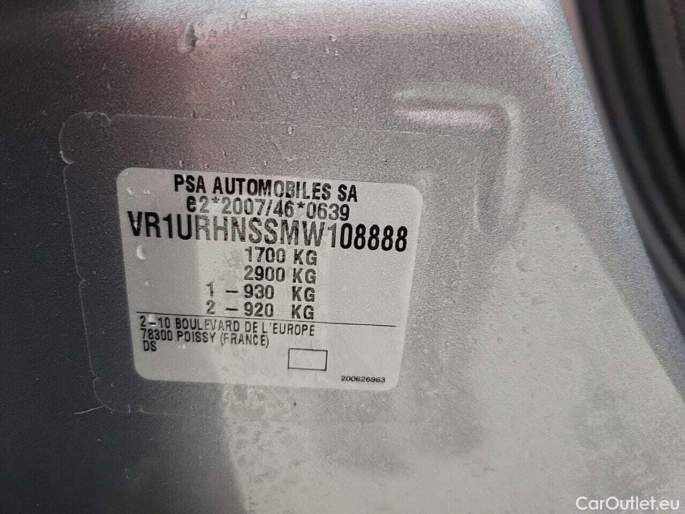 PSA AUTOMOBILES SA
e2*2007/46*0639
VR1URHNSSMW108888
1700 KG
2900 KG
1 - 930 KG
2 - 920 KG
2-10 BOULEVARD DE L'EUROPE
78300 POISSY (FRANCE)
DS
200626963
CarOutlet.eu